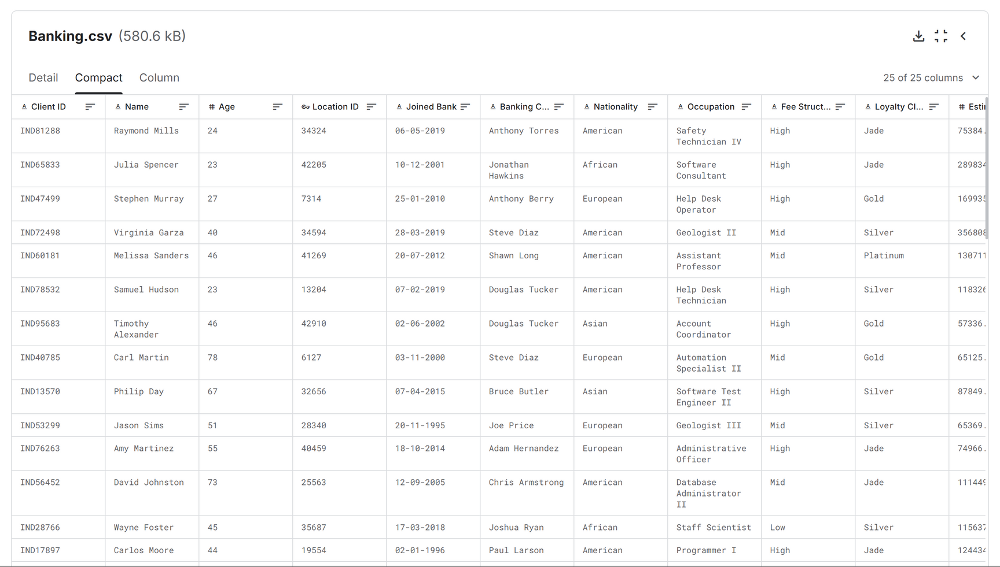 Banking.csv (580.6 kB)
Detail Compact Column 25 of 25 columns
Client ID Name Age Location ID Joined Bank Banking C... Nationality Occupation Fee Struct... Loyalty Cl... Esti
IND81288 Raymond Mills 24 34324 06-05-2019 Anthony Torres American Safety High Jade 75384.
Technician IV
IND65833 Julia Spencer 23 42205 10-12-2001 Jonathan African Software High Jade 289834
Hawkins Consultant
IND47499 Stephen Murray 27 7314 25-01-2010 Anthony Berry European Help Desk High Gold 169935
Operator
IND72498 Virginia Garza 40 34594 28-03-2019 Steve Diaz American Geologist II Mid Silver 356808
IND60181 Melissa Sanders 46 41269 20-07-2012 Shawn Long American Assistant Mid Platinum 130711
Professor
IND78532 Samuel Hudson 23 13204 07-02-2019 Douglas Tucker American Help Desk High Silver 118326
Technician
IND95683 Timothy 46 42910 02-06-2002 Douglas Tucker Asian Account High Gold 57336.
Alexander Coordinator
IND40785 Carl Martin 78 6127 03-11-2000 Steve Diaz European Automation Mid Gold 65125.
Specialist II
IND13570 Philip Day 67 32656 07-04-2015 Bruce Butler Asian Software Test High Silver 87849.
Engineer II
IND53299 Jason Sims 51 28340 20-11-1995 Joe Price European Geologist III Mid Silver 65369.
IND76263 Amy Martinez 55 40459 18-10-2014 Adam Hernandez European Administrative High Jade 74966.
Officer
IND56452 David Johnston 73 25563 12-09-2005 Chris Armstrong American Database Mid Jade 111449
Administrator
II
IND28766 Wayne Foster 45 35687 17-03-2018 Joshua Ryan African Staff Scientist Low Silver 115637
IND17897 Carlos Moore 44 19554 02-01-1996 Paul Larson American Programmer I High Jade 124434